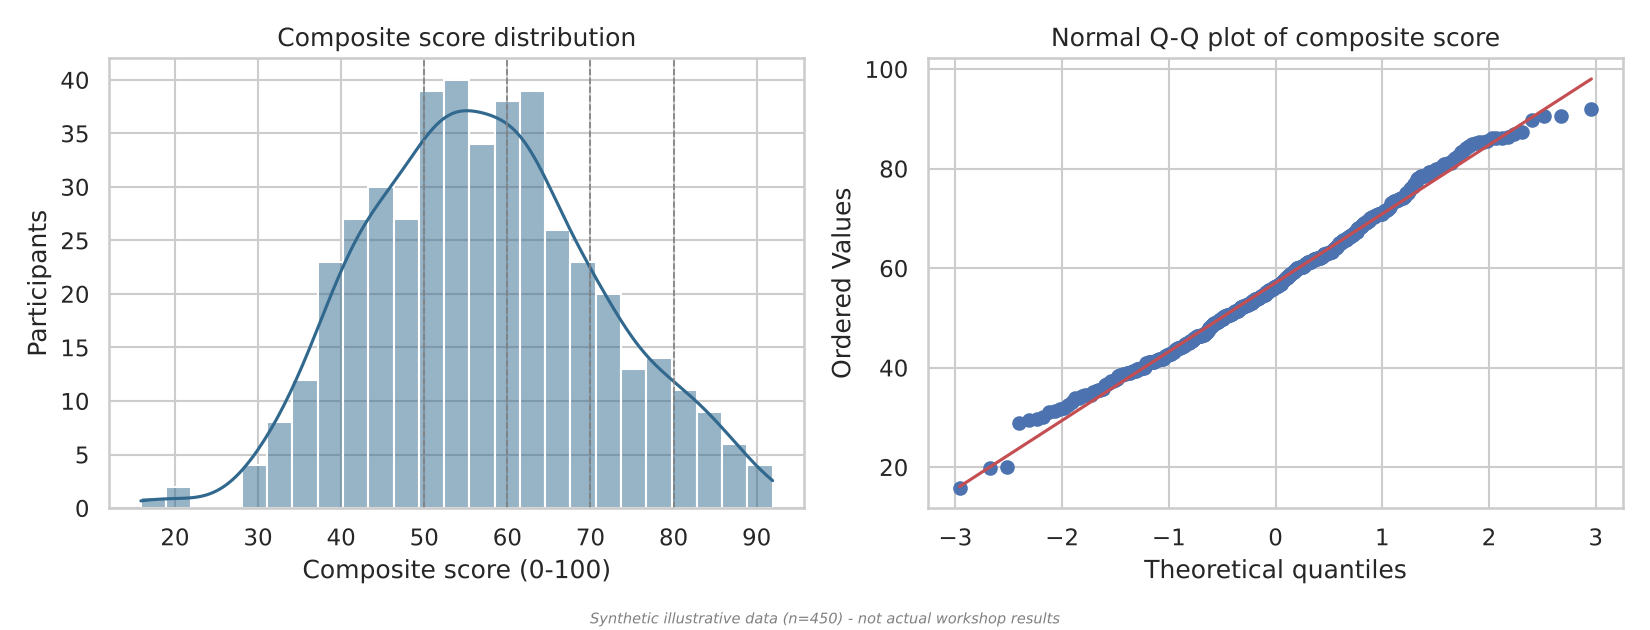 Composite score distribution
40
35
30
25
20
15
10
5
0
Participants
20 30 40 50 60 70 80 90
Composite score (0-100)
Normal Q-Q plot of composite score
100
80
60
40
20
Ordered Values
−3 −2 −1 0 1 2 3
Theoretical quantiles
Synthetic illustrative data (n=450) - not actual workshop results